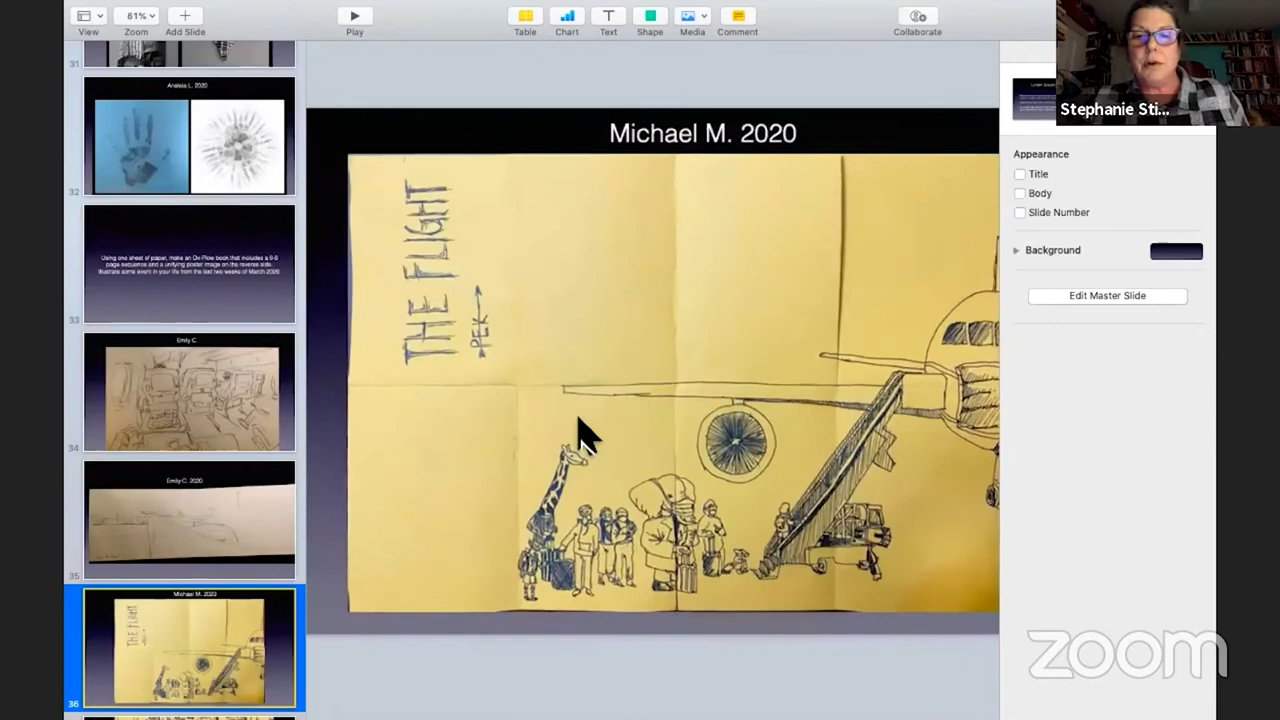 61%
View
Zoom
Add Slide
Play
Table
Chart
Text
Shape
Media
Comment
Collaborate
Stephanie Sti...
31
Analeia L. 2020
32
Using one sheet of paper, make an Ox-Plow book that includes a 6-8
page sequence and a unifying poster image on the reverse side.
Illustrate some event in your life from the last two weeks of March 2020.
33
Emily C.
34
Emily C. 2020
35
Michael M. 2020
THE FLIGHT
36
Michael M. 2020
THE FLIGHT
PEK
Appearance
Title
Body
Slide Number
Background
Edit Master Slide
zoom